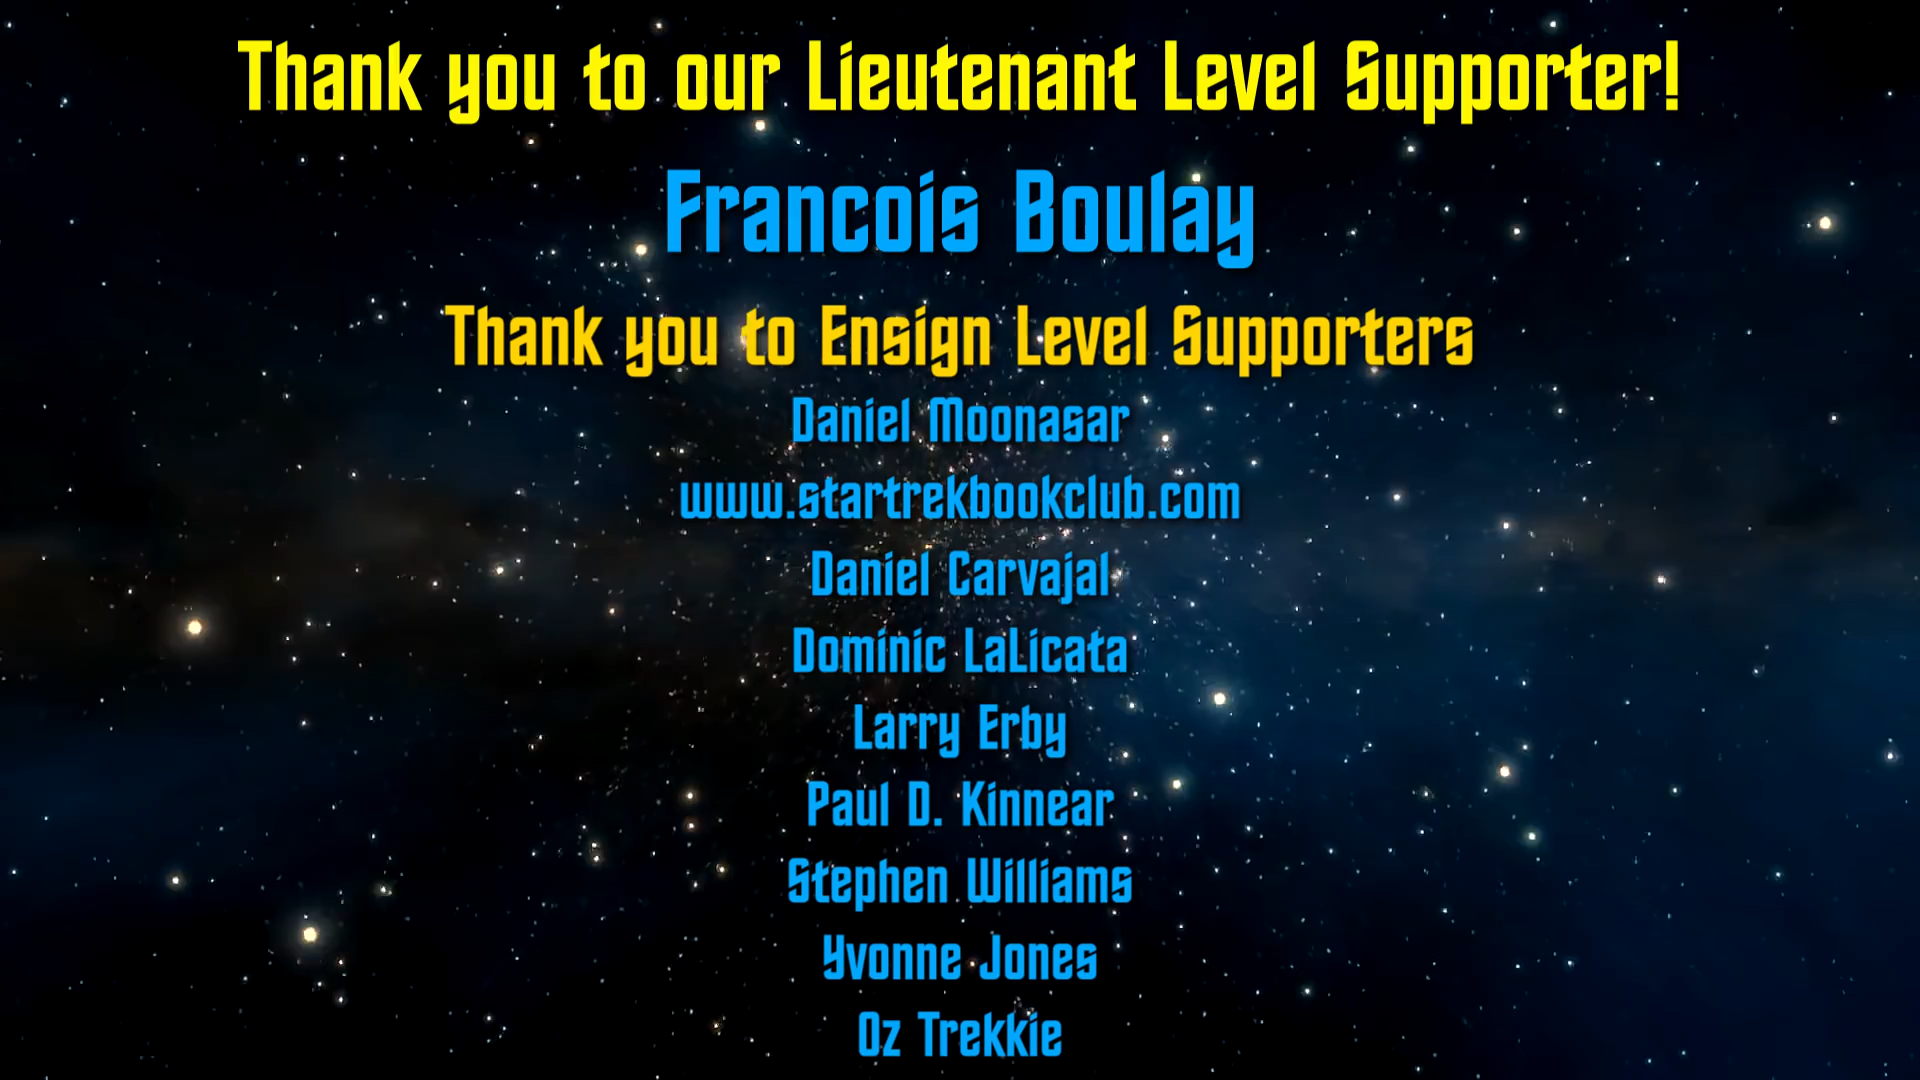 Thank you to our Lieutenant Level Supporter!
Francois Boulay
Thank you to Ensign Level Supporters
Daniel Moonasar
www.startrekbookclub.com
Daniel Carvajal
Dominic LaLicata
Larry Erby
Paul D. Kinnear
Stephen Williams
Yvonne Jones
Oz Trekkie